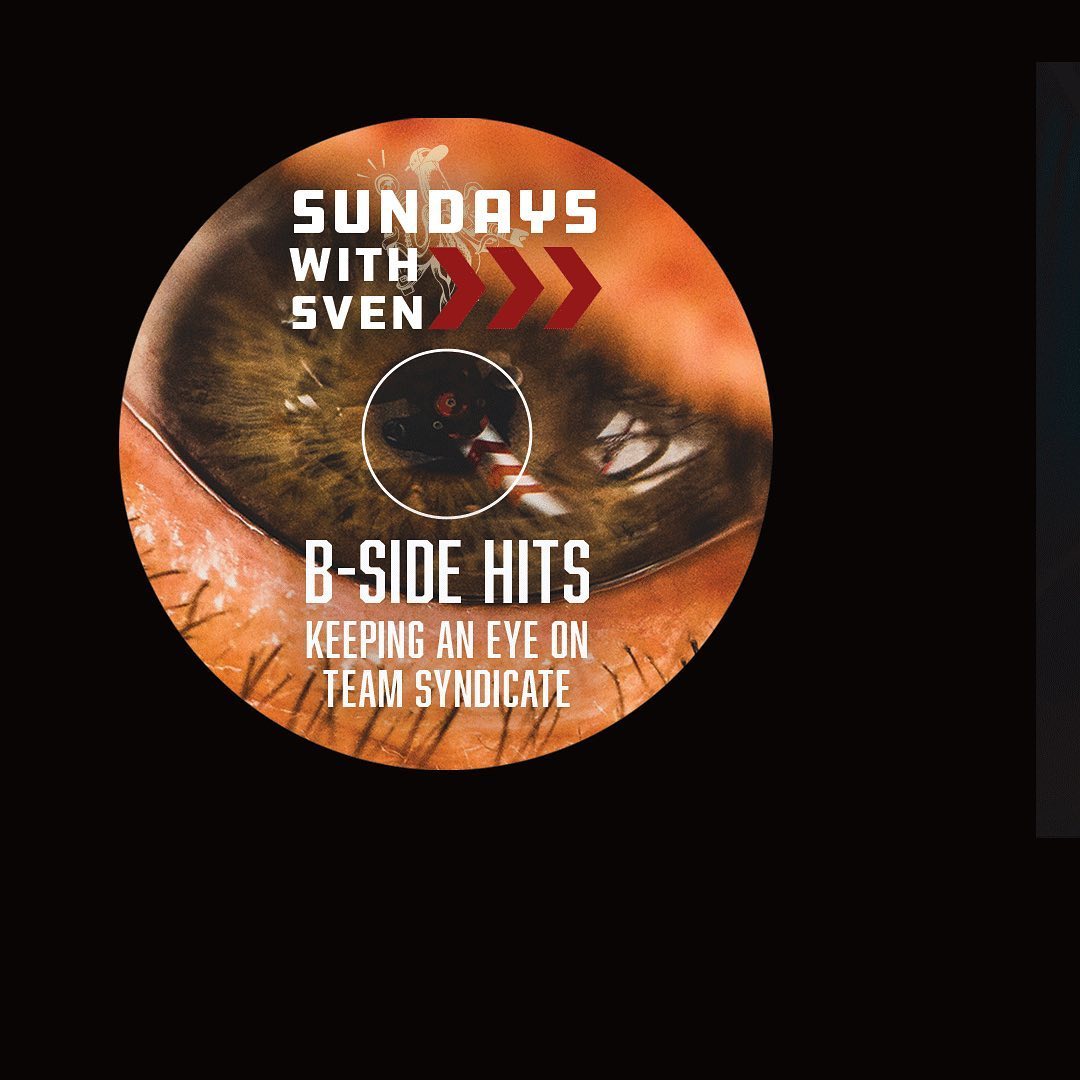 SUNDAYS
WITH
SVEN
B-SIDE HITS
KEEPING AN EYE ON
TEAM SYNDICATE